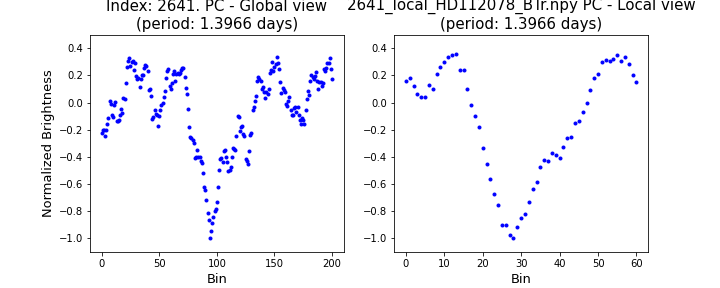 Index: 2641. PC - Global view
(period: 1.3966 days)
2641_local_HD112078_BTr.npy PC - Local view
(period: 1.3966 days)
Normalized Brightness
0.4
0.2
0.0
−0.2
−0.4
−0.6
−0.8
−1.0
0 50 100 150 200
Bin
0.4
0.2
0.0
−0.2
−0.4
−0.6
−0.8
−1.0
0 10 20 30 40 50 60
Bin